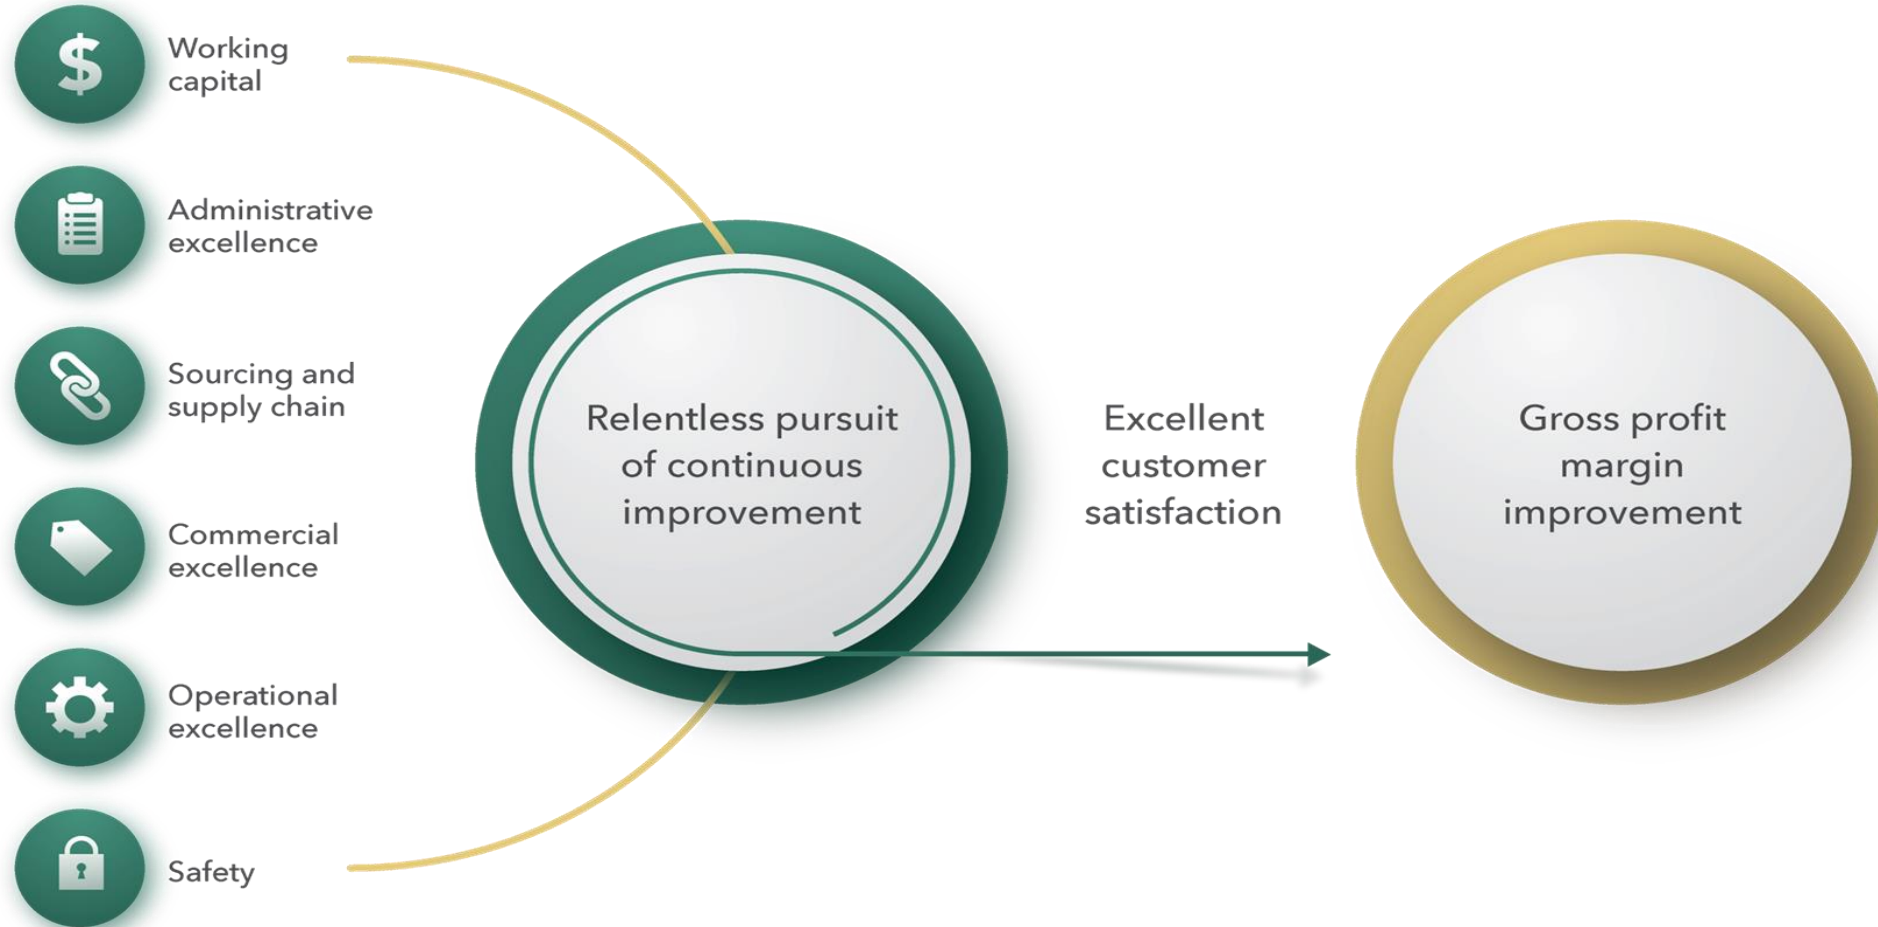 Working
capital
Administrative
excellence
Sourcing and
supply chain
Commercial
excellence
Operational
excellence
Safety
Relentless pursuit
of continuous
improvement
Excellent
customer
satisfaction
Gross profit
margin
improvement